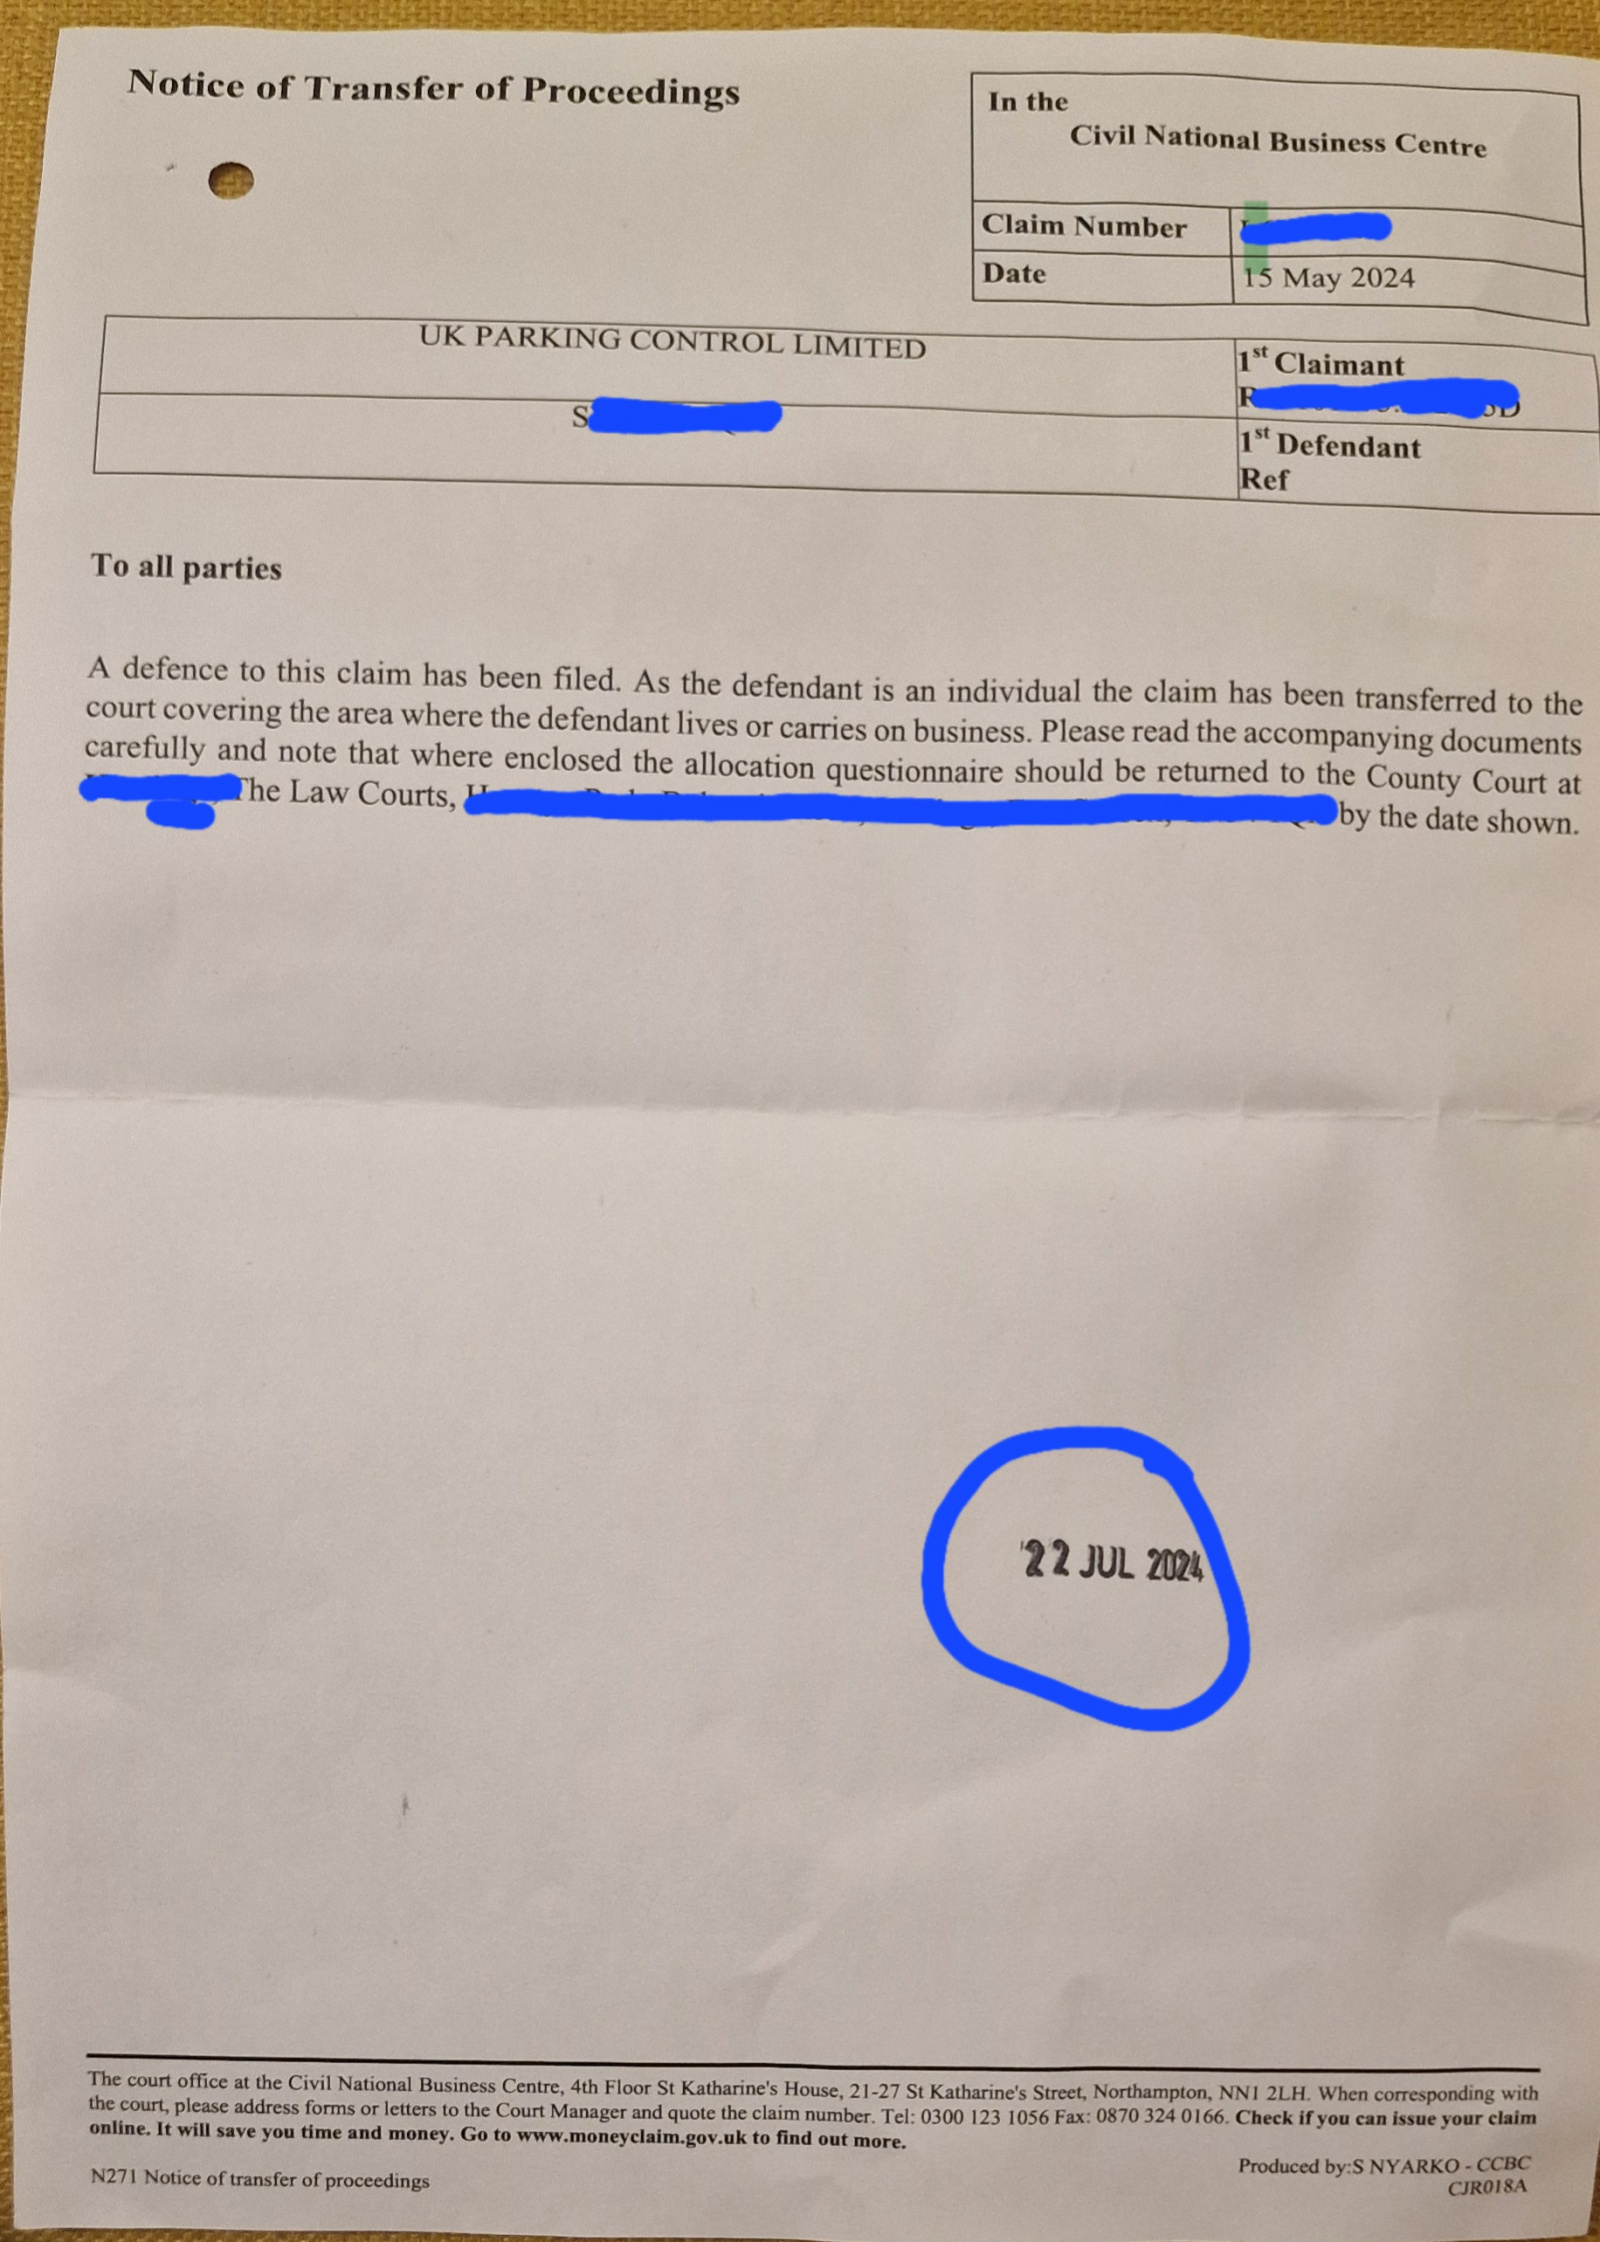 Notice of Transfer of Proceedings
In the
Civil National Business Centre
Claim Number
Date 15 May 2024
UK PARKING CONTROL LIMITED
1st Claimant
R
S
1st Defendant
Ref
To all parties
A defence to this claim has been filed. As the defendant is an individual the claim has been transferred to the
court covering the area where the defendant lives or carries on business. Please read the accompanying documents
carefully and note that where enclosed the allocation questionnaire should be returned to the County Court at
The Law Courts, by the date shown.
22 JUL 2024
The court office at the Civil National Business Centre, 4th Floor St Katharine's House, 21-27 St Katharine's Street, Northampton, NN1 2LH. When corresponding with
the court, please address forms or letters to the Court Manager and quote the claim number. Tel: 0300 123 1056 Fax: 0870 324 0166. Check if you can issue your claim
online. It will save you time and money. Go to www.moneyclaim.gov.uk to find out more.
N271 Notice of transfer of proceedings
Produced by:S NYARKO - CCBC
CJR018A